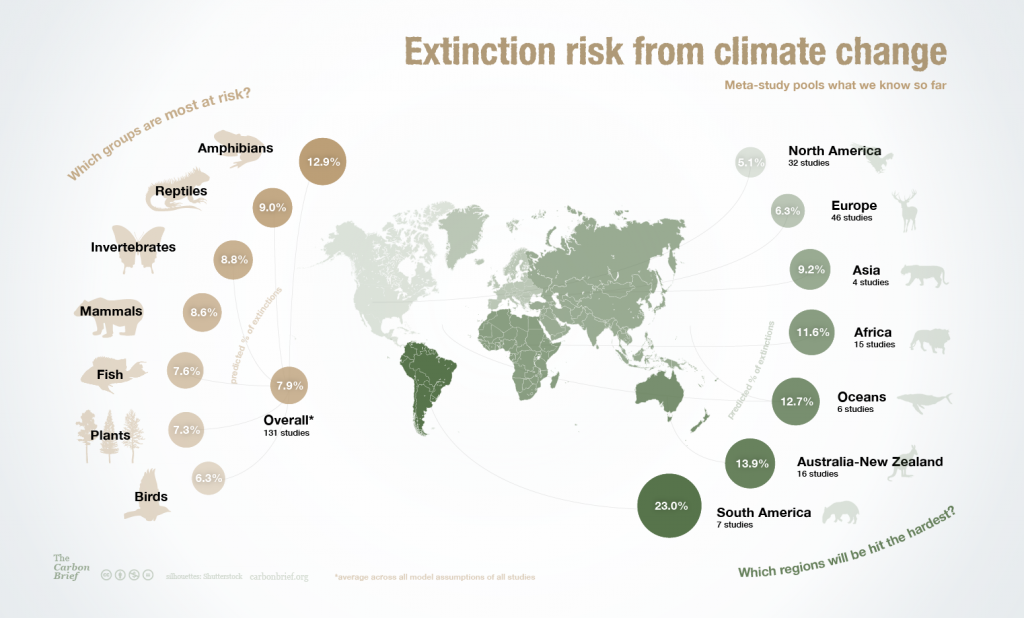 Extinction risk from climate change
Meta-study pools what we know so far
Which groups are most at risk?
Amphibians
12.9%
Reptiles
9.0%
Invertebrates
8.8%
Mammals
8.6%
Fish
7.6%
Plants
7.3%
Birds
6.3%
predicted % of extinctions
7.9%
Overall*
131 studies
5.1%
North America
32 studies
6.3%
Europe
46 studies
9.2%
Asia
4 studies
11.6%
Africa
15 studies
12.7%
Oceans
6 studies
13.9%
Australia-New Zealand
16 studies
23.0%
South America
7 studies
predicted % of extinctions
Which regions will be hit the hardest?
The
Carbon
Brief
silhouettes: Shutterstock
carbonbrief.org
*average across all model assumptions of all studies